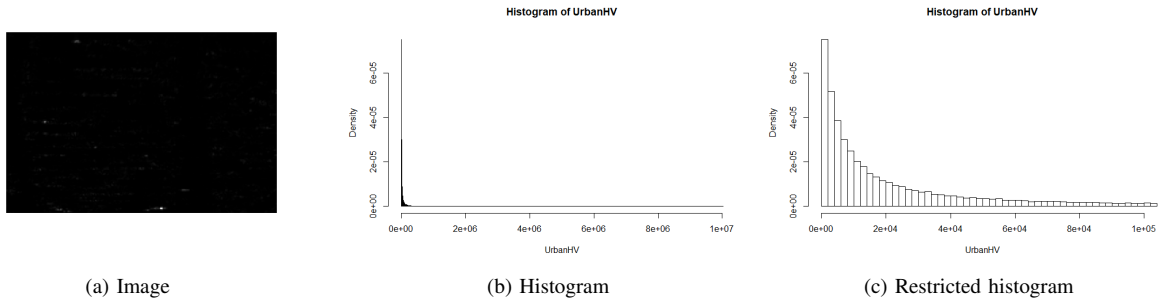 Histogram of UrbanHV
Density
0e+00 2e-05 4e-05 6e-05
0e+00 2e+06 4e+06 6e+06 8e+06 1e+07
UrbanHV
Histogram of UrbanHV
Density
0e+00 2e-05 4e-05 6e-05
0e+00 2e+04 4e+04 6e+04 8e+04 1e+05
UrbanHV
(a) Image
(b) Histogram
(c) Restricted histogram